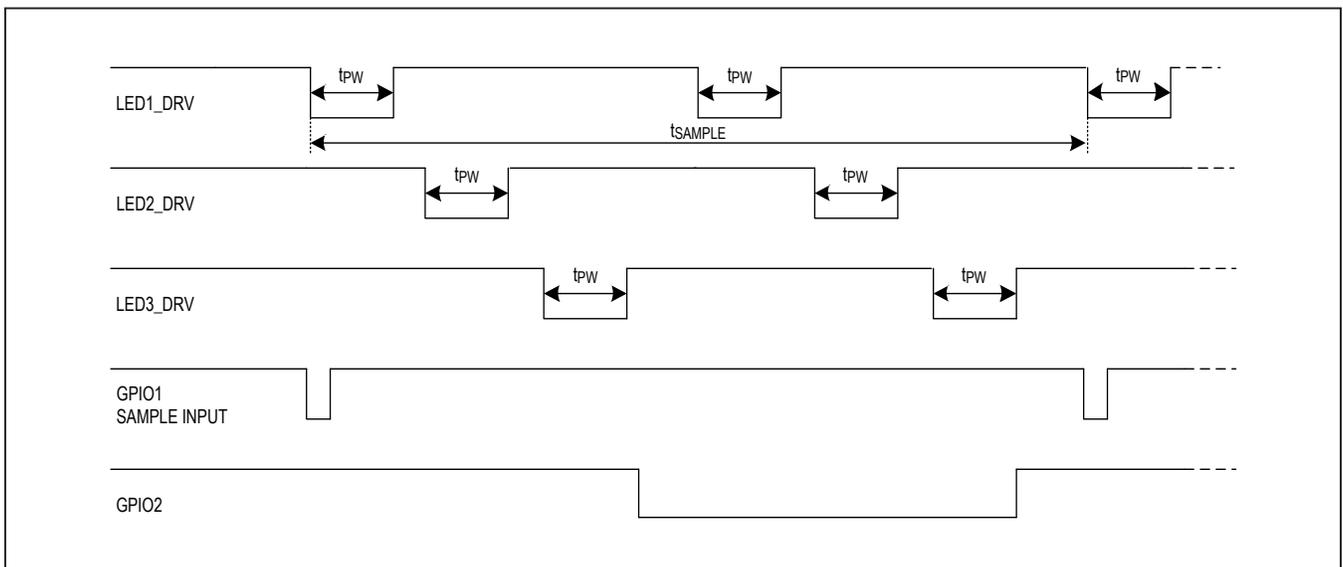 tPW tPW tPW
LED1_DRV
tSAMPLE
tPW tPW
LED2_DRV
tPW tPW
LED3_DRV
GPIO1
SAMPLE INPUT
GPIO2